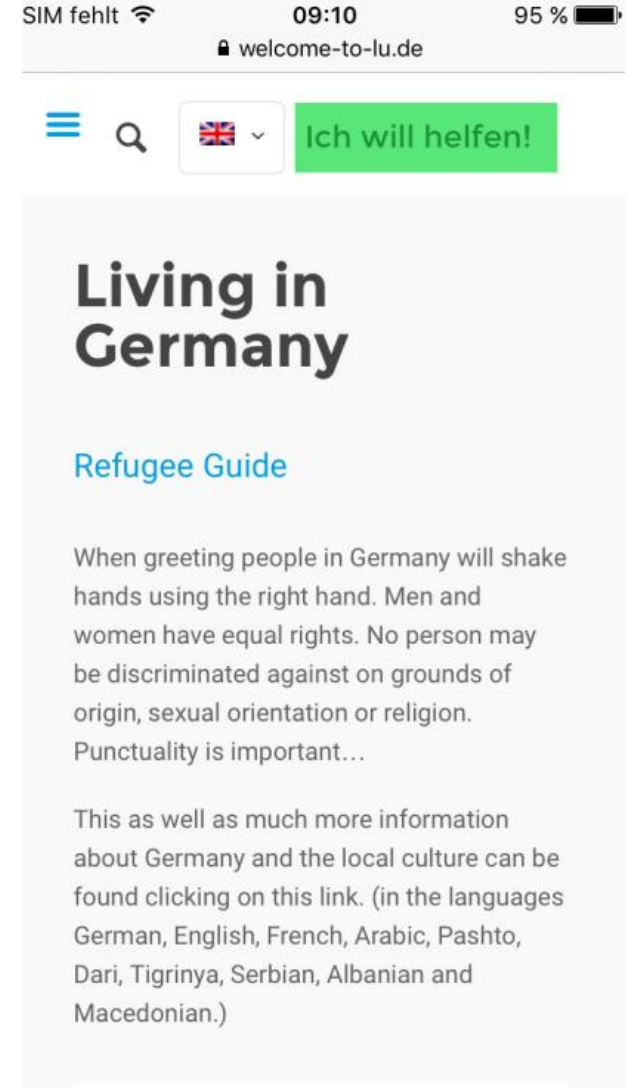 SIM fehlt 09:10 95 %
welcome-to-lu.de
Ich will helfen!
Living in
Germany
Refugee Guide
When greeting people in Germany will shake
hands using the right hand. Men and
women have equal rights. No person may
be discriminated against on grounds of
origin, sexual orientation or religion.
Punctuality is important…
This as well as much more information
about Germany and the local culture can be
found clicking on this link. (in the languages
German, English, French, Arabic, Pashto,
Dari, Tigrinya, Serbian, Albanian and
Macedonian.)